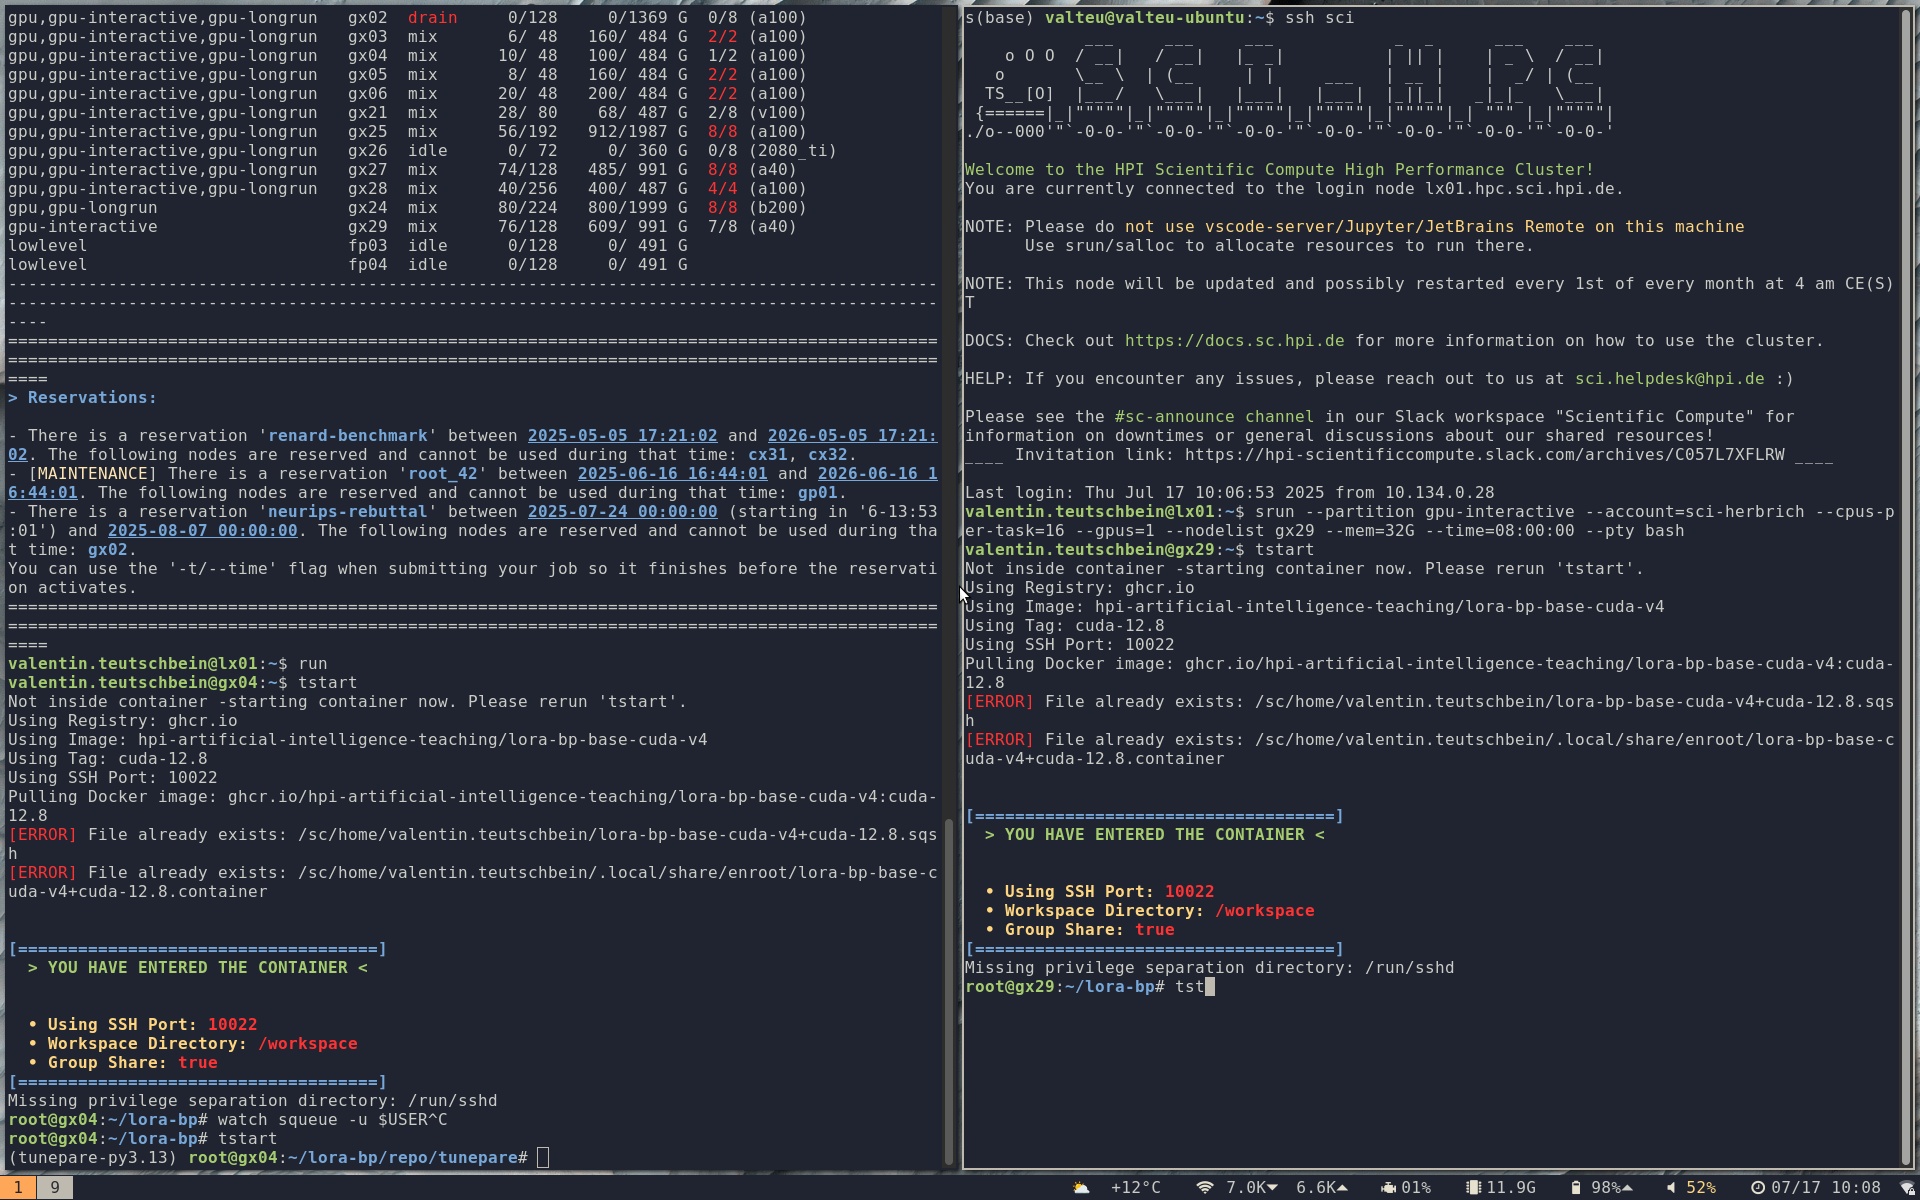 gpu,gpu-interactive,gpu-longrun   gx02  drain     0/128     0/1369 G  0/8 (a100)
gpu,gpu-interactive,gpu-longrun   gx03  mix       6/ 48   160/ 484 G  2/2 (a100)
gpu,gpu-interactive,gpu-longrun   gx04  mix      10/ 48   100/ 484 G  1/2 (a100)
gpu,gpu-interactive,gpu-longrun   gx05  mix       8/ 48   160/ 484 G  2/2 (a100)
gpu,gpu-interactive,gpu-longrun   gx06  mix      20/ 48   200/ 484 G  2/2 (a100)
gpu,gpu-interactive,gpu-longrun   gx21  mix      28/ 80    68/ 487 G  2/8 (v100)
gpu,gpu-interactive,gpu-longrun   gx25  mix      56/192   912/1987 G  8/8 (a100)
gpu,gpu-interactive,gpu-longrun   gx26  idle      0/ 72     0/ 360 G  0/8 (2080_ti)
gpu,gpu-interactive,gpu-longrun   gx27  mix      74/128   485/ 991 G  8/8 (a40)
gpu,gpu-interactive,gpu-longrun   gx28  mix      40/256   400/ 487 G  4/4 (a100)
gpu,gpu-longrun                   gx24  mix      80/224   800/1999 G  8/8 (b200)
gpu-interactive                   gx29  mix      76/128   609/ 991 G  7/8 (a40)
lowlevel                          fp03  idle      0/128     0/ 491 G
lowlevel                          fp04  idle      0/128     0/ 491 G
---------------------------------------------------------------------------------------------
---------------------------------------------------------------------------------------------
----
=============================================================================================
=============================================================================================
====
> Reservations:
- There is a reservation 'renard-benchmark' between 2025-05-05 17:21:02 and 2026-05-05 17:21:
02. The following nodes are reserved and cannot be used during that time: cx31, cx32.
- [MAINTENANCE] There is a reservation 'root_42' between 2025-06-16 16:44:01 and 2026-06-16 1
6:44:01. The following nodes are reserved and cannot be used during that time: gp01.
- There is a reservation 'neurips-rebuttal' between 2025-07-24 00:00:00 (starting in '6-13:53
:01') and 2025-08-07 00:00:00. The following nodes are reserved and cannot be used during tha
t time: gx02.
You can use the '-t/--time' flag when submitting your job so it finishes before the reservati
on activates.
=============================================================================================
=============================================================================================
====
valentin.teutschbein@lx01:~$ run
valentin.teutschbein@gx04:~$ tstart
Not inside container -starting container now. Please rerun 'tstart'.
Using Registry: ghcr.io
Using Image: hpi-artificial-intelligence-teaching/lora-bp-base-cuda-v4
Using Tag: cuda-12.8
Using SSH Port: 10022
Pulling Docker image: ghcr.io/hpi-artificial-intelligence-teaching/lora-bp-base-cuda-v4:cuda-
12.8
[ERROR] File already exists: /sc/home/valentin.teutschbein/lora-bp-base-cuda-v4+cuda-12.8.sqs
h
[ERROR] File already exists: /sc/home/valentin.teutschbein/.local/share/enroot/lora-bp-base-c
uda-v4+cuda-12.8.container
[====================================]
> YOU HAVE ENTERED THE CONTAINER <
• Using SSH Port: 10022
• Workspace Directory: /workspace
• Group Share: true
[====================================]
Missing privilege separation directory: /run/sshd
root@gx04:~/lora-bp# watch squeue -u $USER^C
root@gx04:~/lora-bp# tstart
(tunepare-py3.13) root@gx04:~/lora-bp/repo/tunepare#
s(base) valteu@valteu-ubuntu:~$ ssh sci
Welcome to the HPI Scientific Compute High Performance Cluster!
You are currently connected to the login node lx01.hpc.sci.hpi.de.
NOTE: Please do not use vscode-server/Jupyter/JetBrains Remote on this machine
Use srun/salloc to allocate resources to run there.
NOTE: This node will be updated and possibly restarted every 1st of every month at 4 am CE(S)
T
DOCS: Check out https://docs.sc.hpi.de for more information on how to use the cluster.
HELP: If you encounter any issues, please reach out to us at sci.helpdesk@hpi.de :)
Please see the #sc-announce channel in our Slack workspace "Scientific Compute" for
information on downtimes or general discussions about our shared resources!
____ Invitation link: https://hpi-scientificcompute.slack.com/archives/C057L7XFLRW ____
Last login: Thu Jul 17 10:06:53 2025 from 10.134.0.28
valentin.teutschbein@lx01:~$ srun --partition gpu-interactive --account=sci-herbrich --cpus-p
er-task=16 --gpus=1 --nodelist gx29 --mem=32G --time=08:00:00 --pty bash
valentin.teutschbein@gx29:~$ tstart
Not inside container -starting container now. Please rerun 'tstart'.
Using Registry: ghcr.io
Using Image: hpi-artificial-intelligence-teaching/lora-bp-base-cuda-v4
Using Tag: cuda-12.8
Using SSH Port: 10022
Pulling Docker image: ghcr.io/hpi-artificial-intelligence-teaching/lora-bp-base-cuda-v4:cuda-
12.8
[ERROR] File already exists: /sc/home/valentin.teutschbein/lora-bp-base-cuda-v4+cuda-12.8.sqs
h
[ERROR] File already exists: /sc/home/valentin.teutschbein/.local/share/enroot/lora-bp-base-c
uda-v4+cuda-12.8.container
[====================================]
> YOU HAVE ENTERED THE CONTAINER <
• Using SSH Port: 10022
• Workspace Directory: /workspace
• Group Share: true
[====================================]
Missing privilege separation directory: /run/sshd
root@gx29:~/lora-bp# tst
1 9 +12°C 7.0K 6.6K 01% 11.9G 98% 52% 07/17 10:08